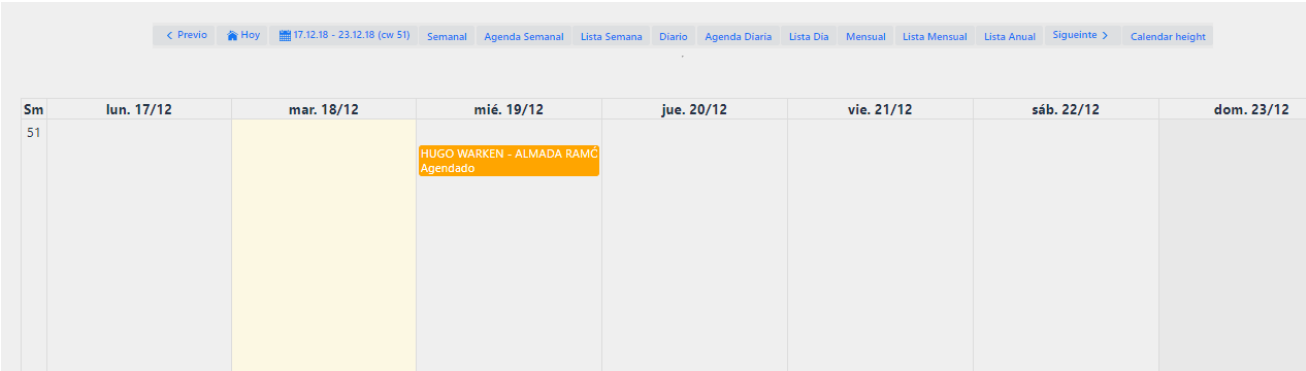 Previo Hoy 17.12.18 - 23.12.18 (cw 51) Semanal Agenda Semanal Lista Semana Diario Agenda Diaria Lista Día Mensual Lista Mensual Lista Anual Sigueinte Calendar height
Sm lun. 17/12 mar. 18/12 mié. 19/12 jue. 20/12 vie. 21/12 sáb. 22/12 dom. 23/12
51
HUGO WARKEN - ALMADA RAMÓ
Agendado